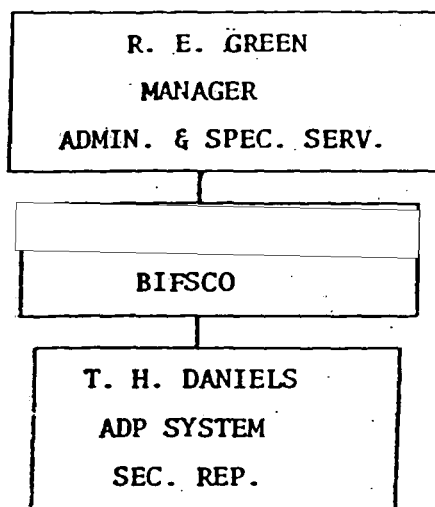 R. E. GREEN
MANAGER
ADMIN. & SPEC. SERV.
BIFSCO
T. H. DANIELS
ADP SYSTEM
SEC. REP.